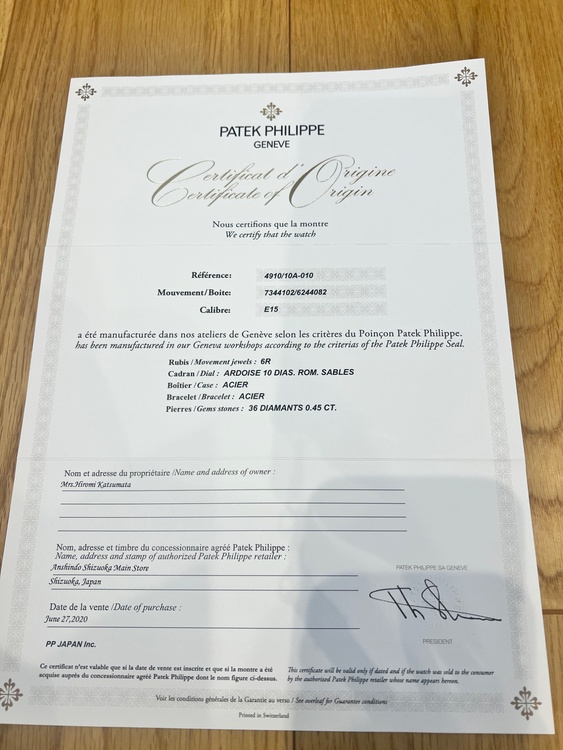 PATEK PHILIPPE
GENEVE
Certificat d'Origine
Certificate of Origin
Nous certifions que la montre
We certify that the watch
Référence: 4910/10A-010
Mouvement/Boite: 7344102/6244082
Calibre: E15
a été manufacturée dans nos ateliers de Genève selon les critères du Poinçon Patek Philippe.
has been manufactured in our Geneva workshops according to the criterias of the Patek Philippe Seal.
Rubis /Movement jewels : 6R
Cadran /Dial : ARDOISE 10 DIAS. ROM. SABLES
Boîtier /Case : ACIER
Bracelet /Bracelet : ACIER
Pierres /Gems stones : 36 DIAMANTS 0.45 CT.
Nom et adresse du propriétaire /Name and address of owner :
Mrs.Hiromi Katsumata
Nom, adresse et timbre du concessionnaire agréé Patek Philippe :
Name, address and stamp of authorized Patek Philippe retailer :
Anshindo Shizuoka Main Store
Shizuoka, Japan
PATEK PHILIPPE SA GENEVE
Date de la vente /Date of purchase :
June 27,2020
PRESIDENT
PP JAPAN Inc.
Ce certificat n'est valable que si la date de vente est inscrite et que si la montre a été
acquise auprès du concessionnaire agréé Patek Philippe dont le nom figure ci-dessus.
This certificate will be valid only if dated and if the watch was sold to the consumer
by the authorized Patek Philippe retailer whose name appears hereon.
Voir les conditions générales de la Garantie au verso / See overleaf for Guarantee conditions
Printed in Switzerland